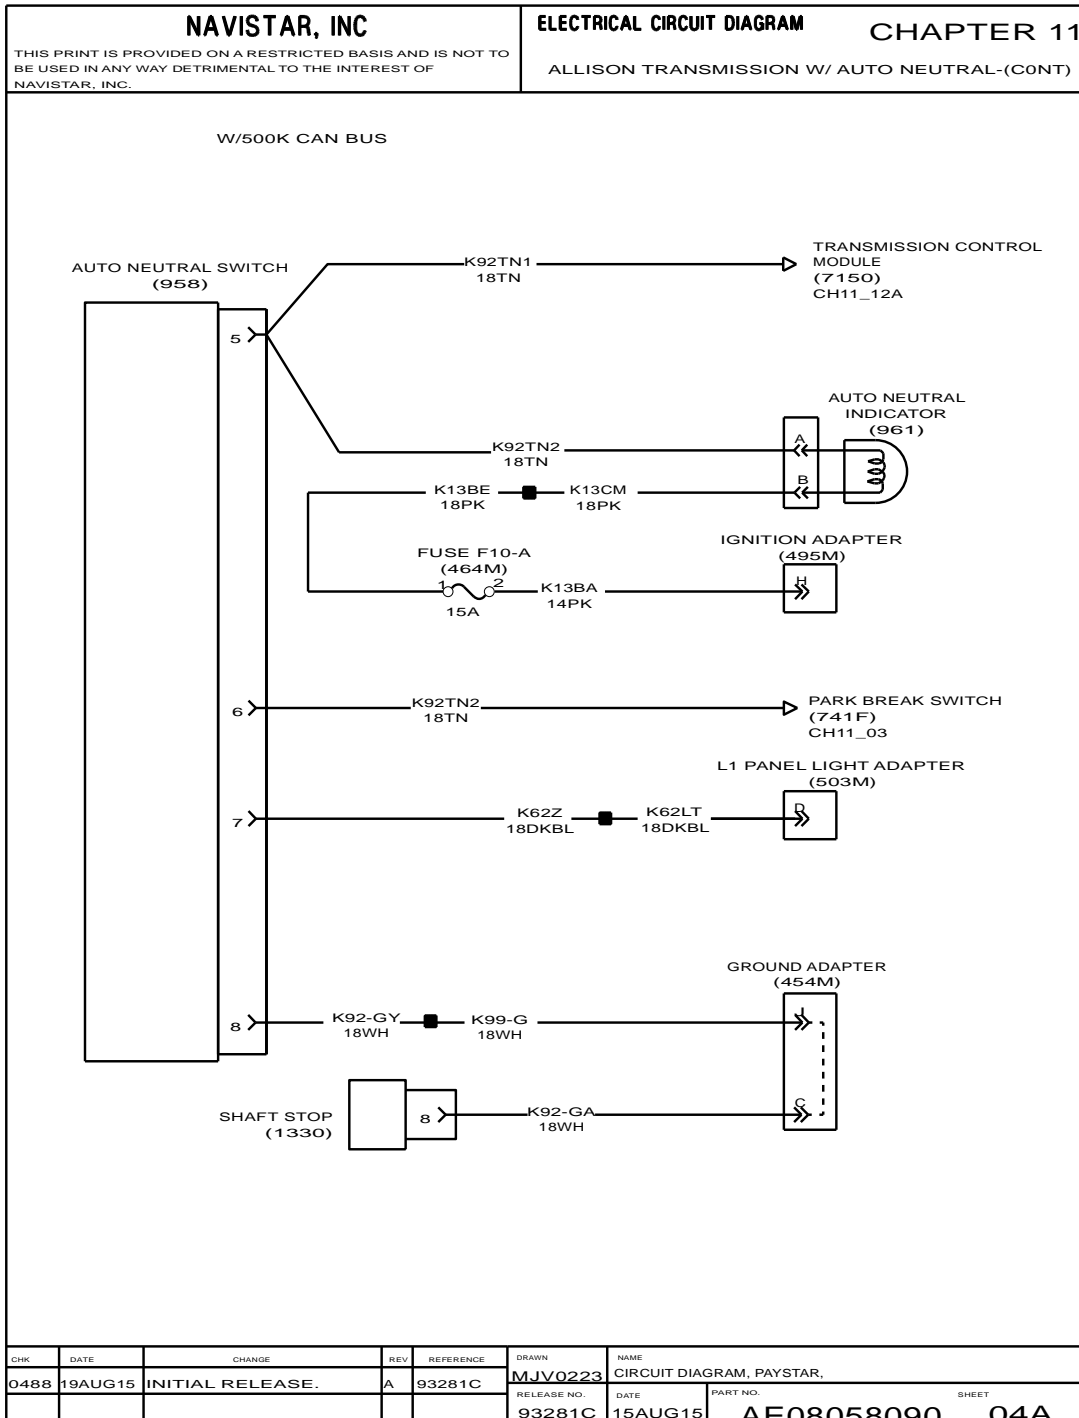 NAVISTAR, INC
THIS PRINT IS PROVIDED ON A RESTRICTED BASIS AND IS NOT TO
BE USED IN ANY WAY DETRIMENTAL TO THE INTEREST OF
NAVISTAR, INC.
ELECTRICAL CIRCUIT DIAGRAM
CHAPTER 11
ALLISON TRANSMISSION W/ AUTO NEUTRAL-(C0NT)
W/500K CAN BUS
AUTO NEUTRAL SWITCH
(958)
K92TN1
18TN
TRANSMISSION CONTROL
MODULE
(7150)
CH11_12A
5
AUTO NEUTRAL
INDICATOR
(961)
K92TN2
18TN
A
B
K13BE
18PK
K13CM
18PK
FUSE F10-A
(464M)
1
2
15A
K13BA
14PK
IGNITION ADAPTER
(495M)
H
6
K92TN2
18TN
PARK BREAK SWITCH
(741F)
CH11_03
L1 PANEL LIGHT ADAPTER
(503M)
7
K62Z
18DKBL
K62LT
18DKBL
D
GROUND ADAPTER
(454M)
8
K92-GY
18WH
K99-G
18WH
J
SHAFT STOP
(1330)
8
K92-GA
18WH
C
CHK DATE CHANGE REV REFERENCE
0488 19AUG15 INITIAL RELEASE. A 93281C
DRAWN
MJV0223
NAME
CIRCUIT DIAGRAM, PAYSTAR,
RELEASE NO.
93281C
DATE
15AUG15
PART NO.
AE08058090
SHEET
04A